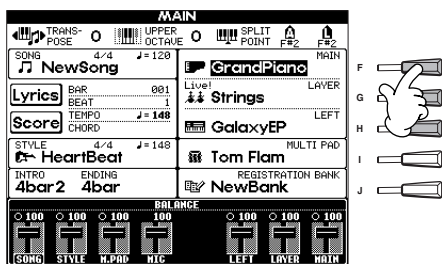 MAIN
TRANS-
POSE 0
UPPER
OCTAVE 0
SPLIT
POINT
A
F#2
L
F#2
SONG 4/4 ♩=120
NewSong
MAIN
GrandPiano
F
Lyrics
BAR 001
BEAT 1
Live! LAYER
Strings
G
Score
TEMPO ♩=148
CHORD
LEFT
GalaxyEP
H
STYLE 4/4 ♩=148
HeartBeat
MULTI PAD
Tom Flam
I
INTRO ENDING
4bar2 4bar
REGISTRATION BANK
NewBank
J
BALANCE
100 100 100 100 100 100 100
SONG STYLE M.PAD MIC LEFT LAYER MAIN